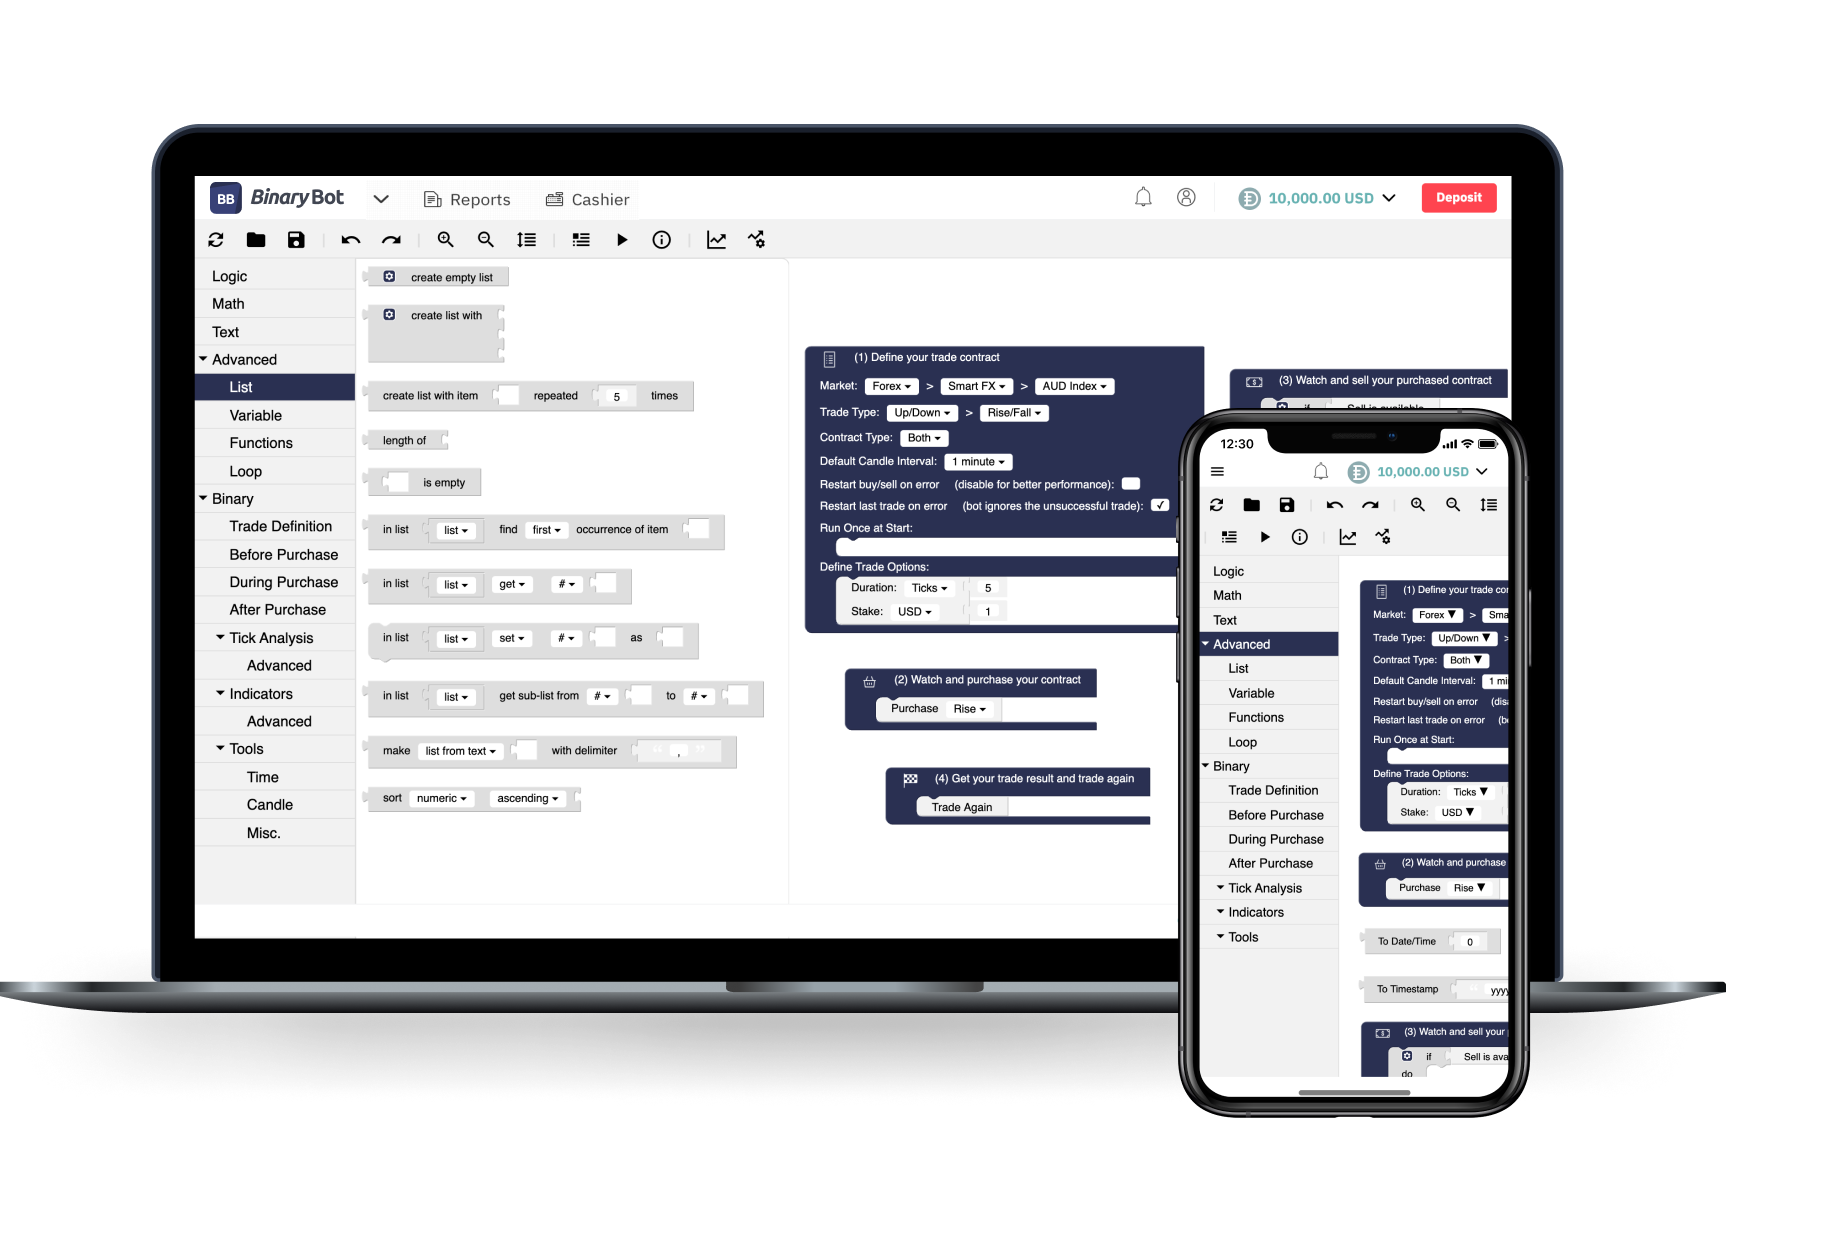 BB BinaryBot Reports Cashier 10,000.00 USD Deposit
Logic
Math
Text
Advanced
List
Variable
Functions
Loop
Binary
Trade Definition
Before Purchase
During Purchase
After Purchase
Tick Analysis
Advanced
Indicators
Advanced
Tools
Time
Candle
Misc.
create empty list
create list with
create list with item repeated 5 times
length of
is empty
in list list find first occurrence of item
in list list get #
in list list set # as
in list list get sub-list from # to #
make list from text with delimiter “ , ”
sort numeric ascending
(1) Define your trade contract
Market: Forex > Smart FX > AUD Index
Trade Type: Up/Down > Rise/Fall
Contract Type: Both
Default Candle Interval: 1 minute
Restart buy/sell on error (disable for better performance):
Restart last trade on error (bot ignores the unsuccessful trade):
Run Once at Start:
Define Trade Options:
Duration: Ticks 5
Stake: USD 1
(2) Watch and purchase your contract
Purchase Rise
(4) Get your trade result and trade again
Trade Again
(3) Watch and sell your purchased contract
if Sell is available
12:30
10,000.00 USD
Logic
Math
Text
Advanced
List
Variable
Functions
Loop
Binary
Trade Definition
Before Purchase
During Purchase
After Purchase
Tick Analysis
Indicators
Tools
(1) Define your trade co
Market: Forex > Sma
Trade Type: Up/Down >
Contract Type: Both
Default Candle Interval: 1 mi
Restart buy/sell on error (dis
Restart last trade on error (b
Run Once at Start:
Define Trade Options:
Duration: Ticks
Stake: USD
(2) Watch and purchase
Purchase Rise
To Date/Time 0
To Timestamp “ yyyy
(3) Watch and sell your
if Sell is ava
do